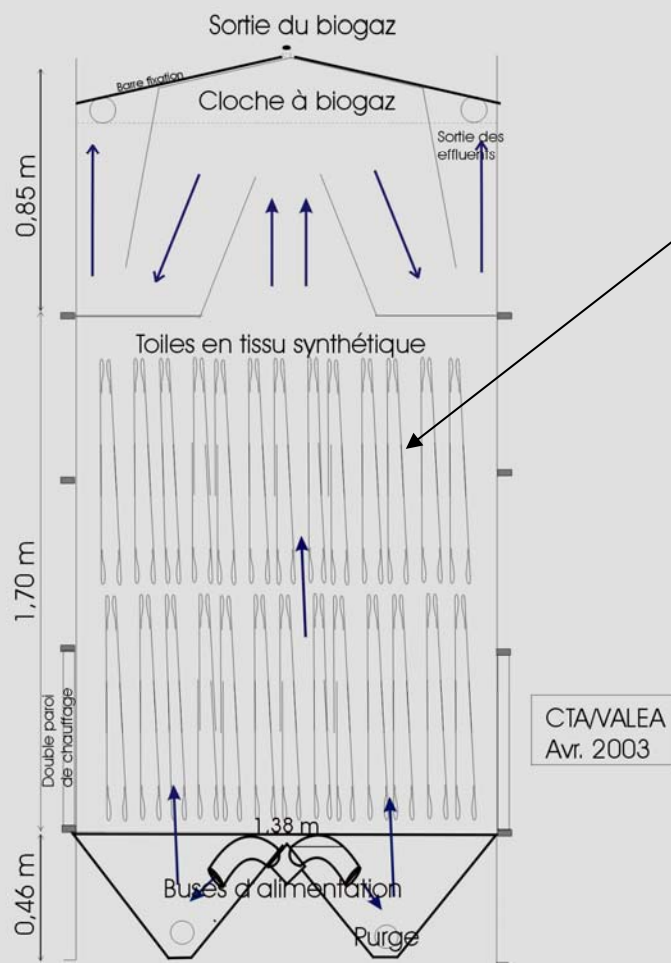 Sortie du biogaz
Barre fixation
Cloche à biogaz
Sortie des
effluents
0,85 m
Toiles en tissu synthétique
1,70 m
Double paroi
de chauffage
CTA/VALEA
Avr. 2003
1,38 m
Buses d'alimentation
0,46 m
Purge